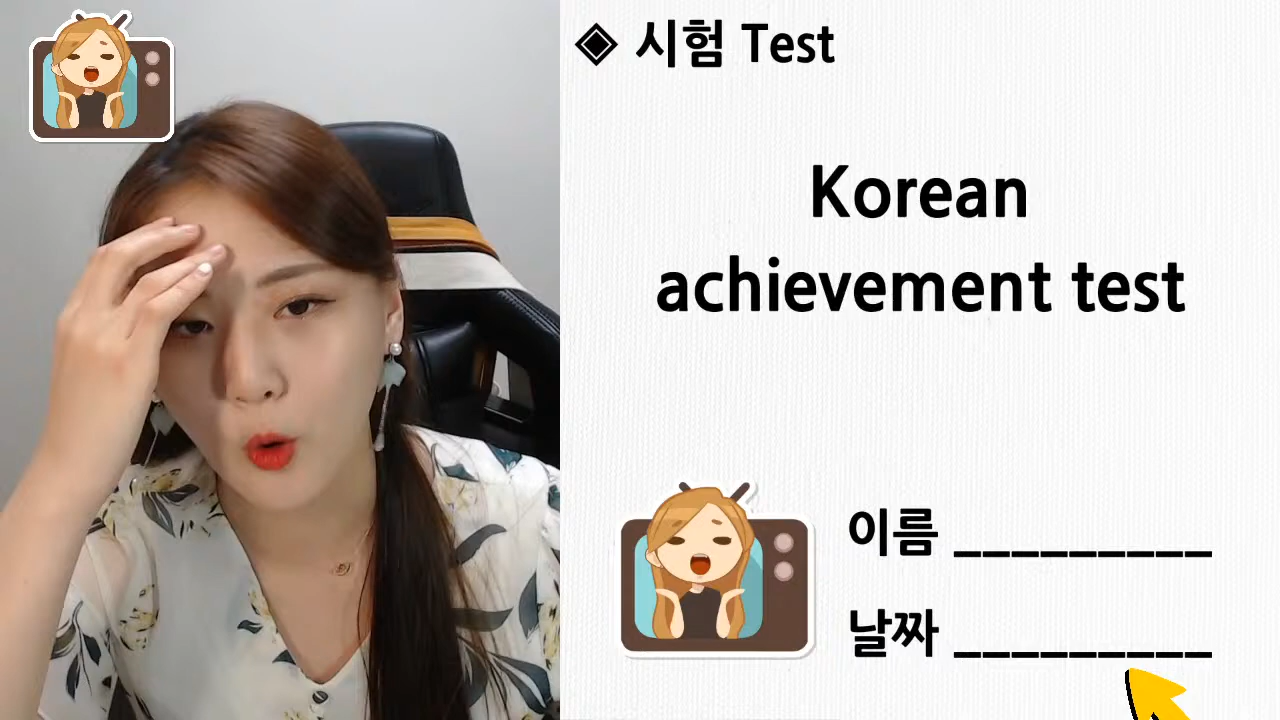 ◈ 시험 Test
Korean
achievement test
이름 _________
날짜 _________